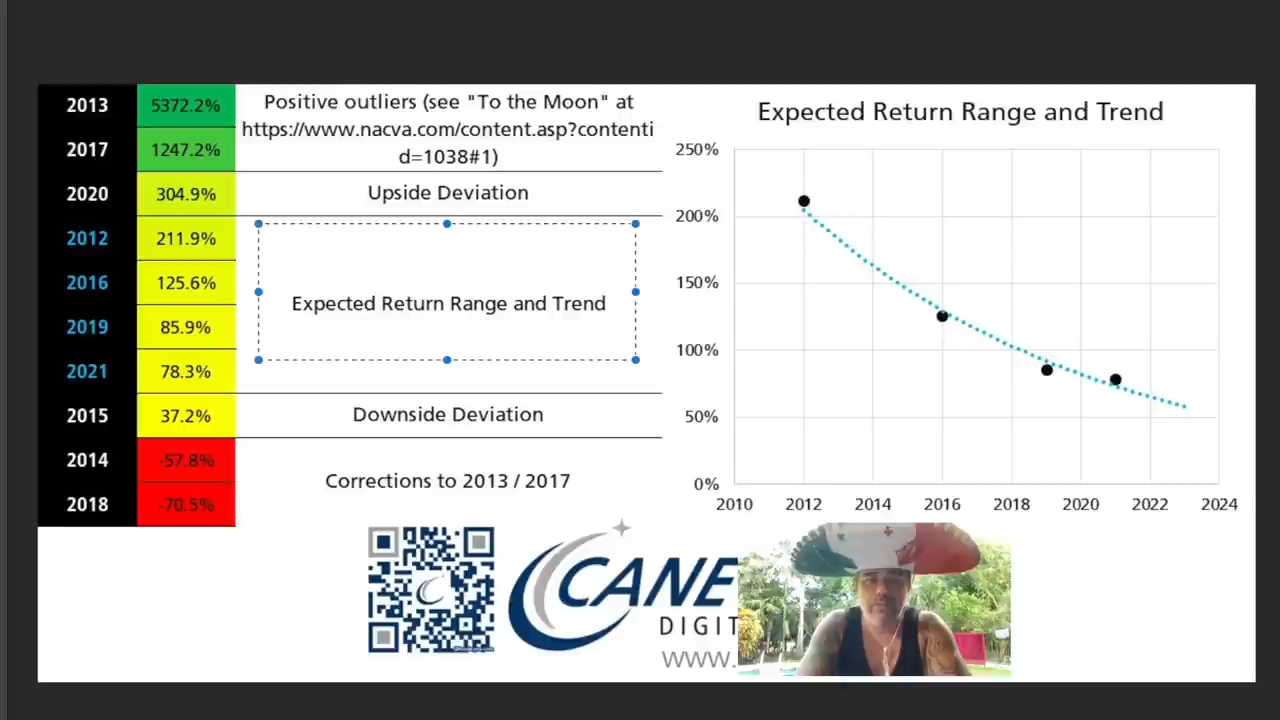 2013 5372.2%
2017 1247.2%
Positive outliers (see "To the Moon" at
https://www.nacva.com/content.asp?contenti
d=1038#1)
2020 304.9% Upside Deviation
2012 211.9%
2016 125.6%
2019 85.9%
2021 78.3%
Expected Return Range and Trend
2015 37.2% Downside Deviation
2014 -57.8%
2018 -70.5%
Corrections to 2013 / 2017
Expected Return Range and Trend
250%
200%
150%
100%
50%
0%
2010 2012 2014 2016 2018 2020 2022 2024
CANE
DIGIT
www.